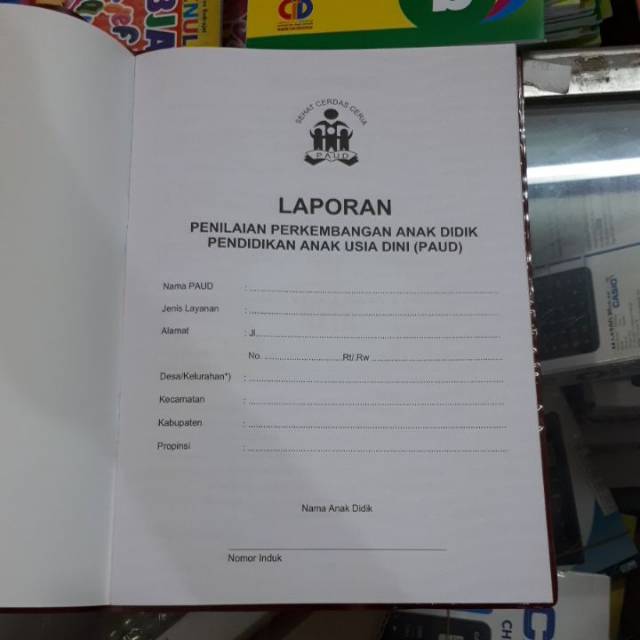 SEHAT CERDAS CERIA
PAUD
LAPORAN
PENILAIAN PERKEMBANGAN ANAK DIDIK
PENDIDIKAN ANAK USIA DINI (PAUD)
Nama PAUD :
Jenis Layanan :
Alamat : Jl.
No. Rt/.Rw
Desa/Kelurahan*) :
Kecamatan :
Kabupaten :
Propinsi :
Nama Anak Didik
Nomor Induk
CASIO